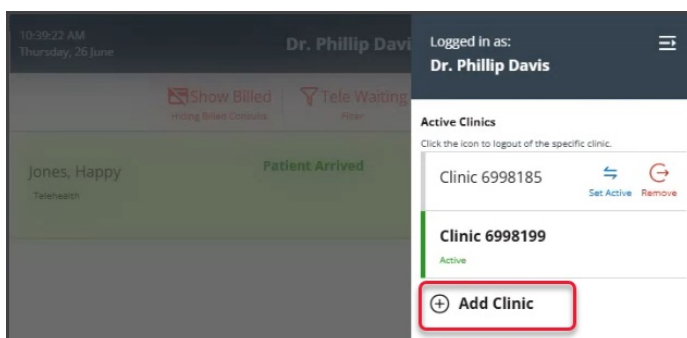 10:39:22 AM
Thursday, 26 June
Dr. Phillip Davi
Show Billed
Hiding Billed Consults
Tele Waiting
Filter
Jones, Happy
Telehealth
Patient Arrived
Logged in as:
Dr. Phillip Davis
Active Clinics
Click the icon to logout of the specific clinic.
Clinic 6998185
Set Active
Remove
Clinic 6998199
Active
Add Clinic